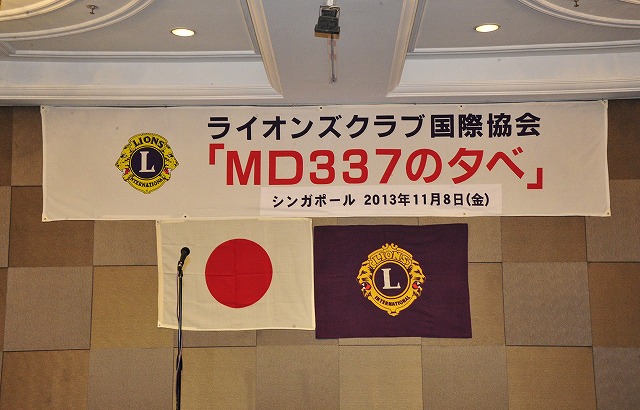 ライオンズクラブ国際協会
「MD337の夕べ」
シンガポール 2013年11月8日(金)
LIONS
L
INTERNATIONAL
LIONS
L
INTERNATIONAL